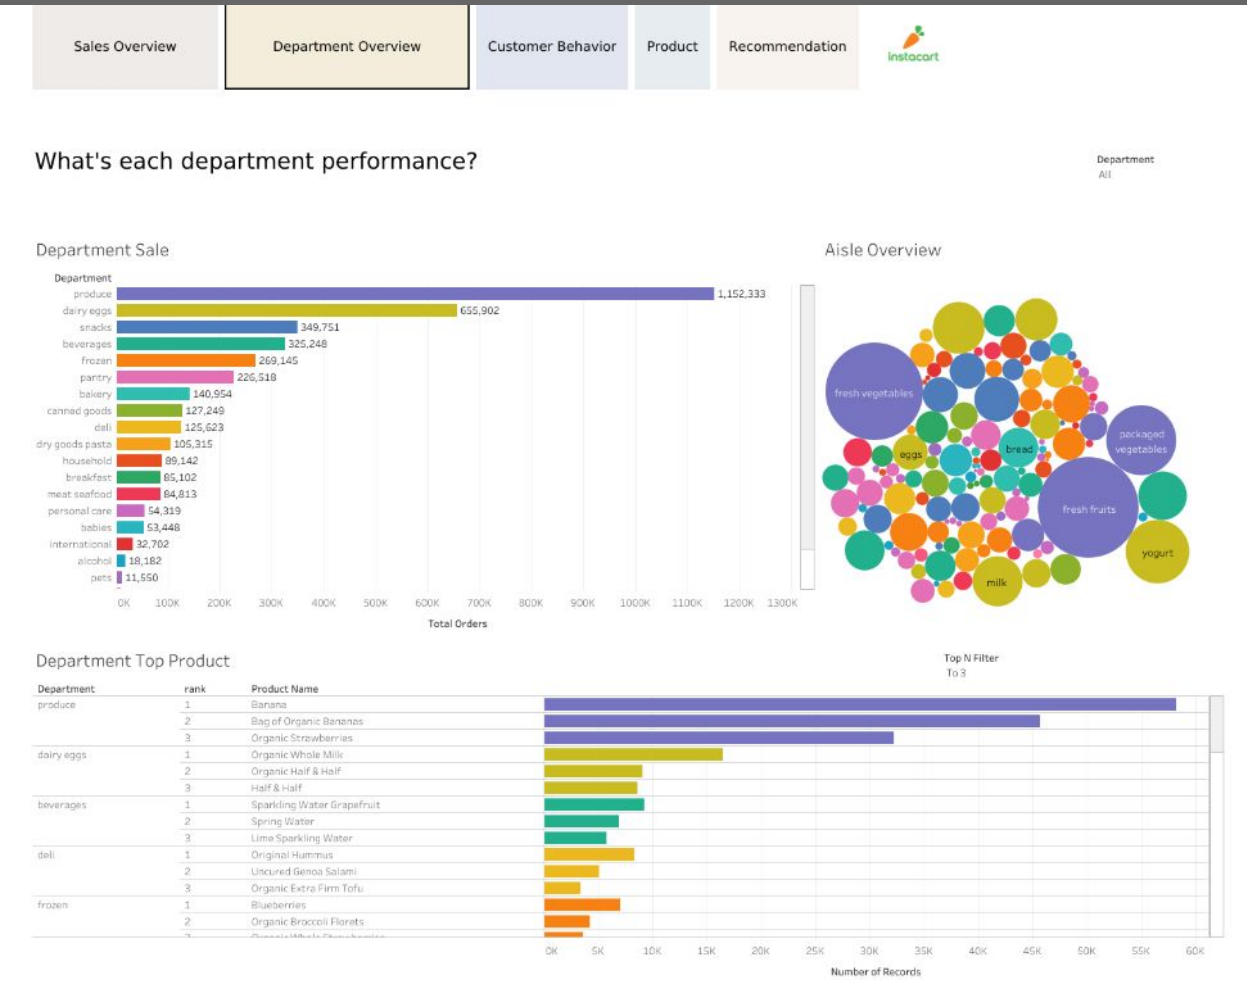 Sales Overview
Department Overview
Customer Behavior
Product
Recommendation
instacart
What's each department performance?
Department
All
Department Sale
Aisle Overview
Department
produce 1,152,333
dairy eggs 655,902
snacks 349,751
beverages 325,248
frozen 269,145
pantry 226,518
bakery 140,954
canned goods 127,249
deli 125,623
dry goods pasta 105,315
household 89,142
breakfast 85,102
meat seafood 84,813
personal care 54,319
babies 53,448
international 32,702
alcohol 18,182
pets 11,550
0K 100K 200K 300K 400K 500K 600K 700K 800K 900K 1000K 1100K 1200K 1300K
Total Orders
fresh vegetables
packaged
vegetables
eggs
bread
fresh fruits
yogurt
milk
Department Top Product
Top N Filter
To 3
Department rank Product Name
produce 1 Banana
2 Bag of Organic Bananas
3 Organic Strawberries
dairy eggs 1 Organic Whole Milk
2 Organic Half & Half
3 Half & Half
beverages 1 Sparkling Water Grapefruit
2 Spring Water
3 Lime Sparkling Water
deli 1 Original Hummus
2 Uncured Genoa Salami
3 Organic Extra Firm Tofu
frozen 1 Blueberries
2 Organic Broccoli Florets
0K 5K 10K 15K 20K 25K 30K 35K 40K 45K 50K 55K 60K
Number of Records